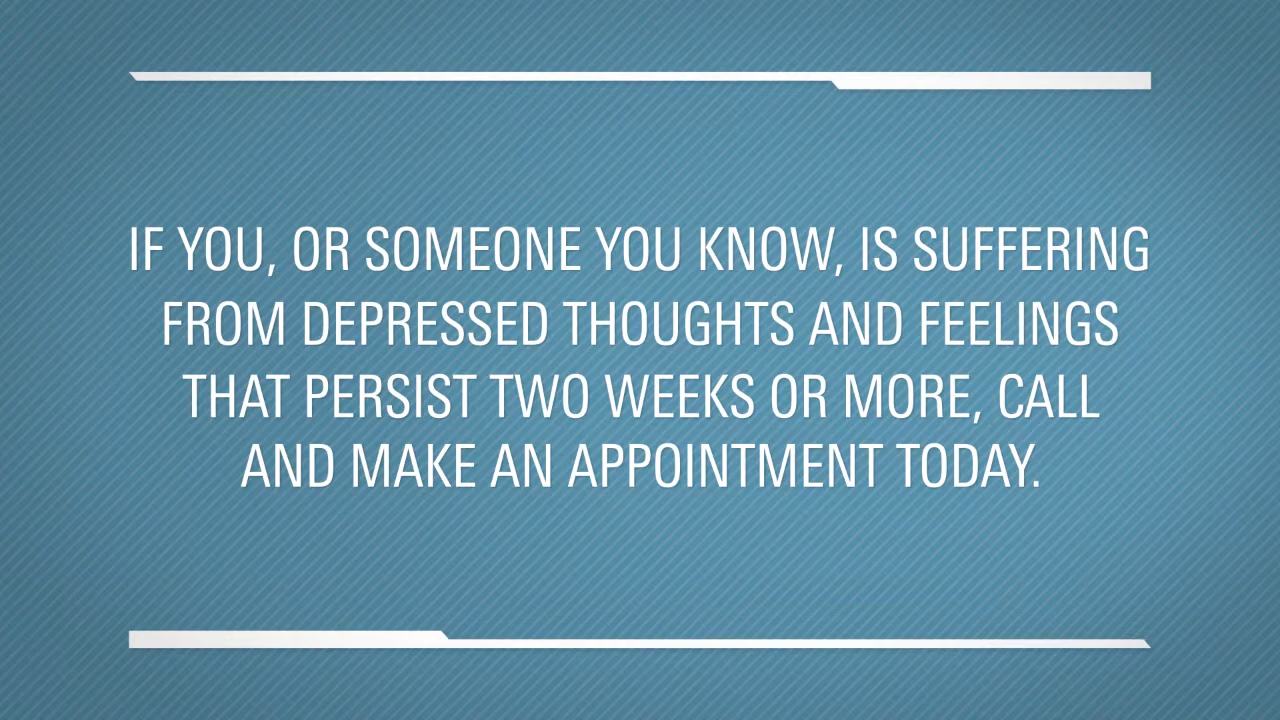 IF YOU, OR SOMEONE YOU KNOW, IS SUFFERING
FROM DEPRESSED THOUGHTS AND FEELINGS
THAT PERSIST TWO WEEKS OR MORE, CALL
AND MAKE AN APPOINTMENT TODAY.